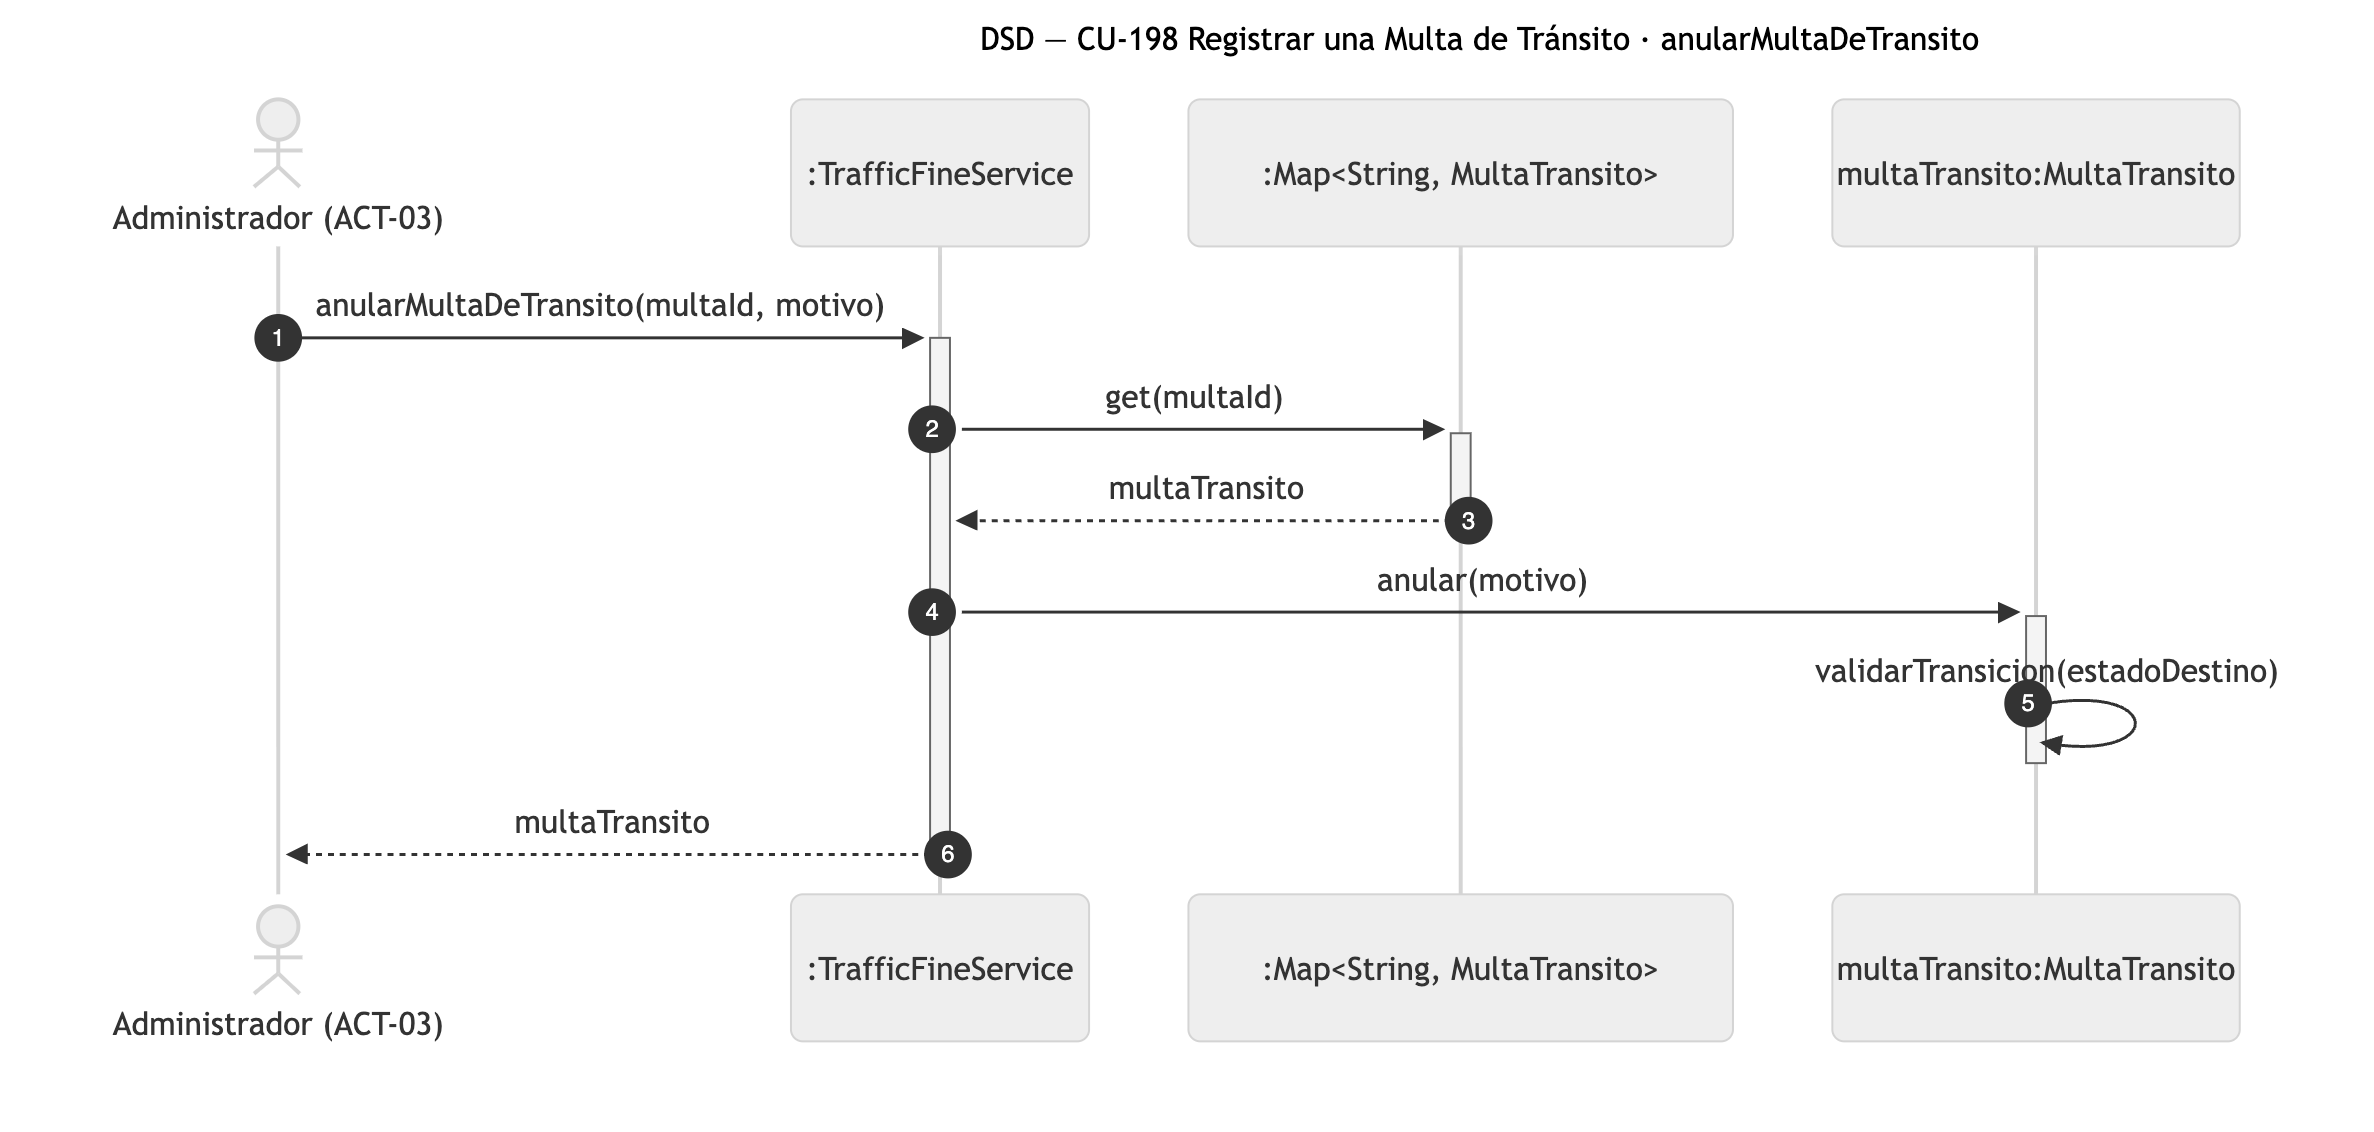 DSD — CU-198 Registrar una Multa de Tránsito · anularMultaDeTransito
Administrador (ACT-03)
:TrafficFineService
:Map<String, MultaTransito>
multaTransito:MultaTransito
anularMultaDeTransito(multaId, motivo)
1
get(multaId)
2
multaTransito
3
anular(motivo)
4
validarTransicion(estadoDestino)
5
multaTransito
6
:TrafficFineService
:Map<String, MultaTransito>
multaTransito:MultaTransito
Administrador (ACT-03)